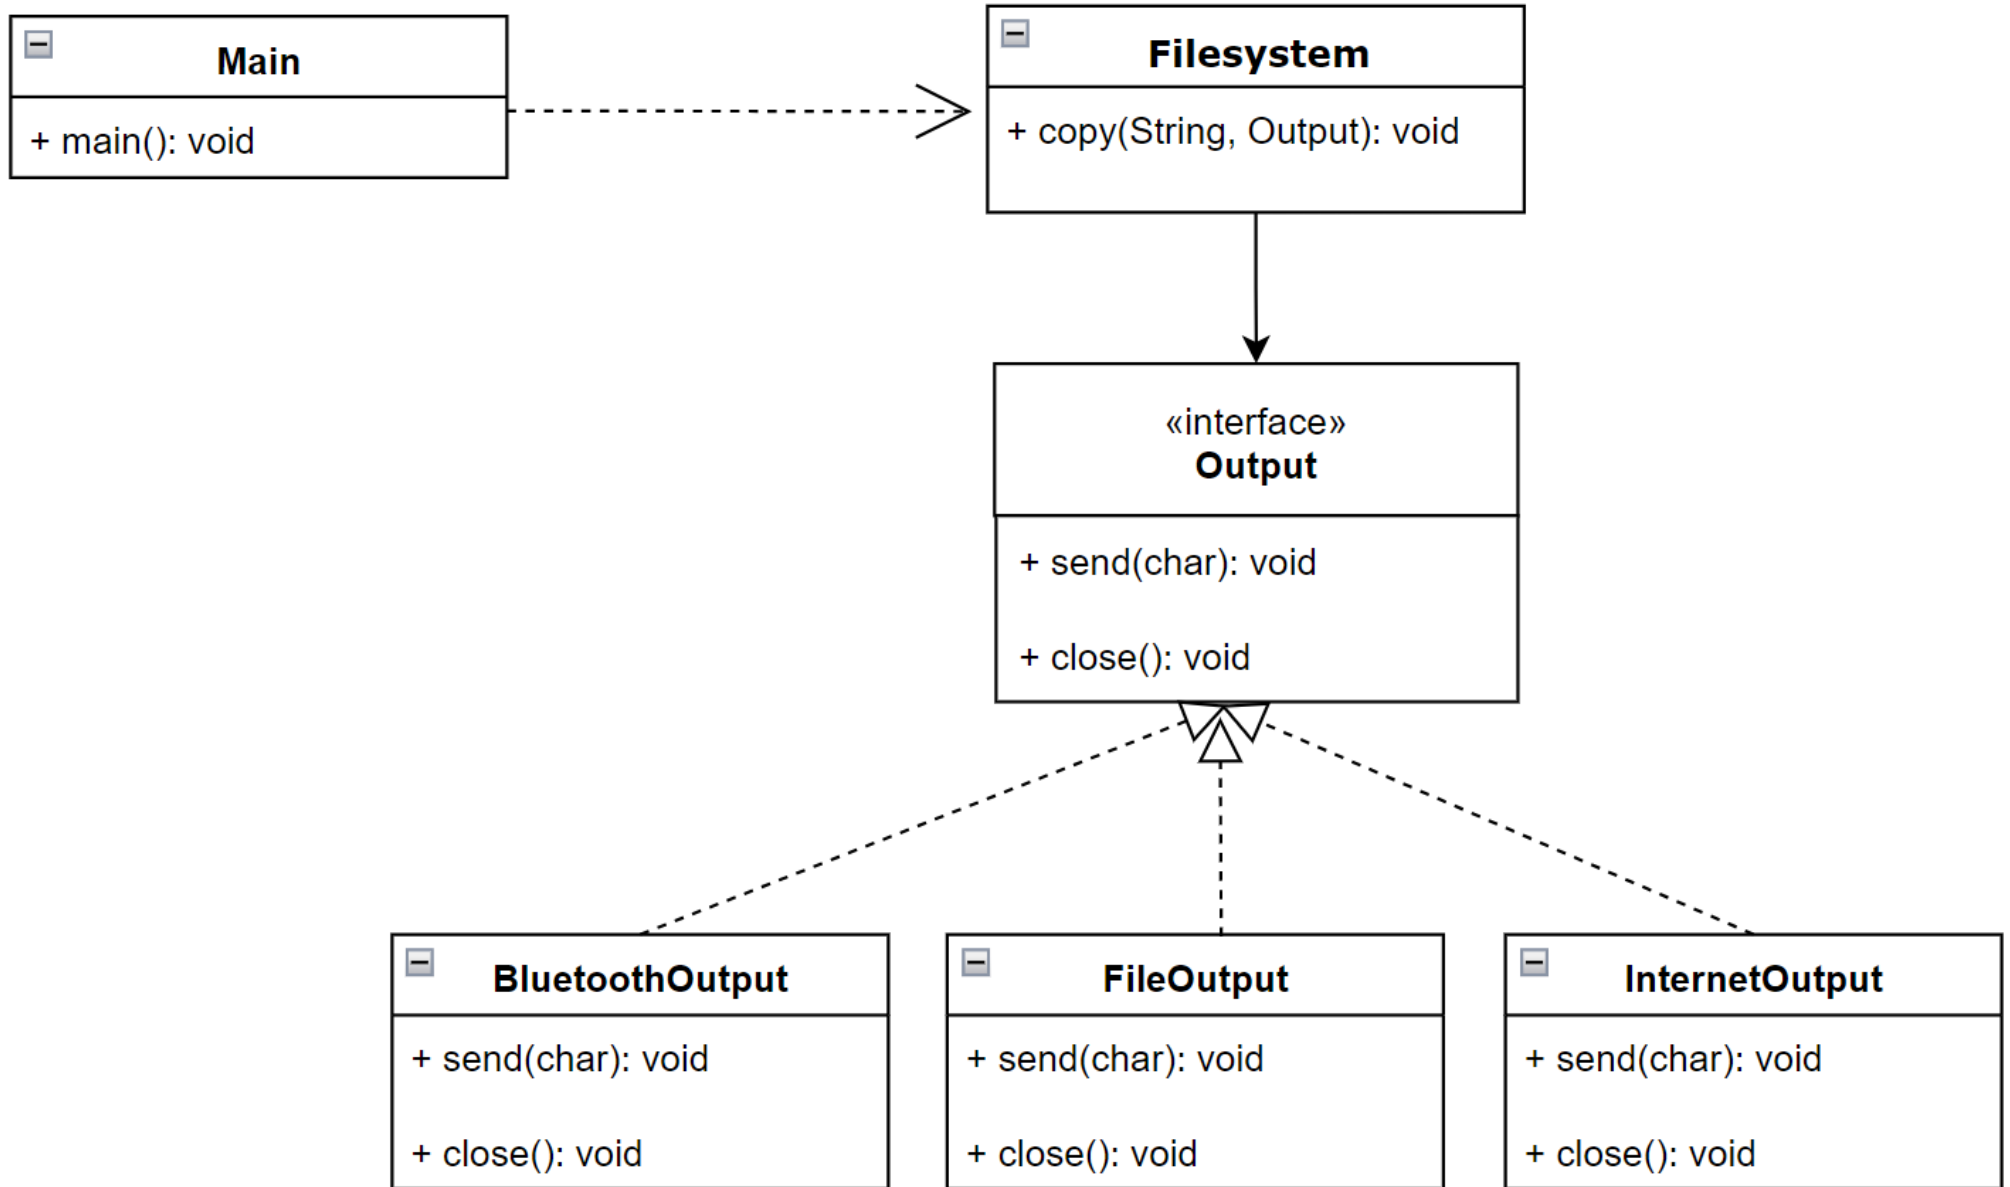 Main
+ main(): void
Filesystem
+ copy(String, Output): void
«interface»
Output
+ send(char): void
+ close(): void
BluetoothOutput
+ send(char): void
+ close(): void
FileOutput
+ send(char): void
+ close(): void
InternetOutput
+ send(char): void
+ close(): void